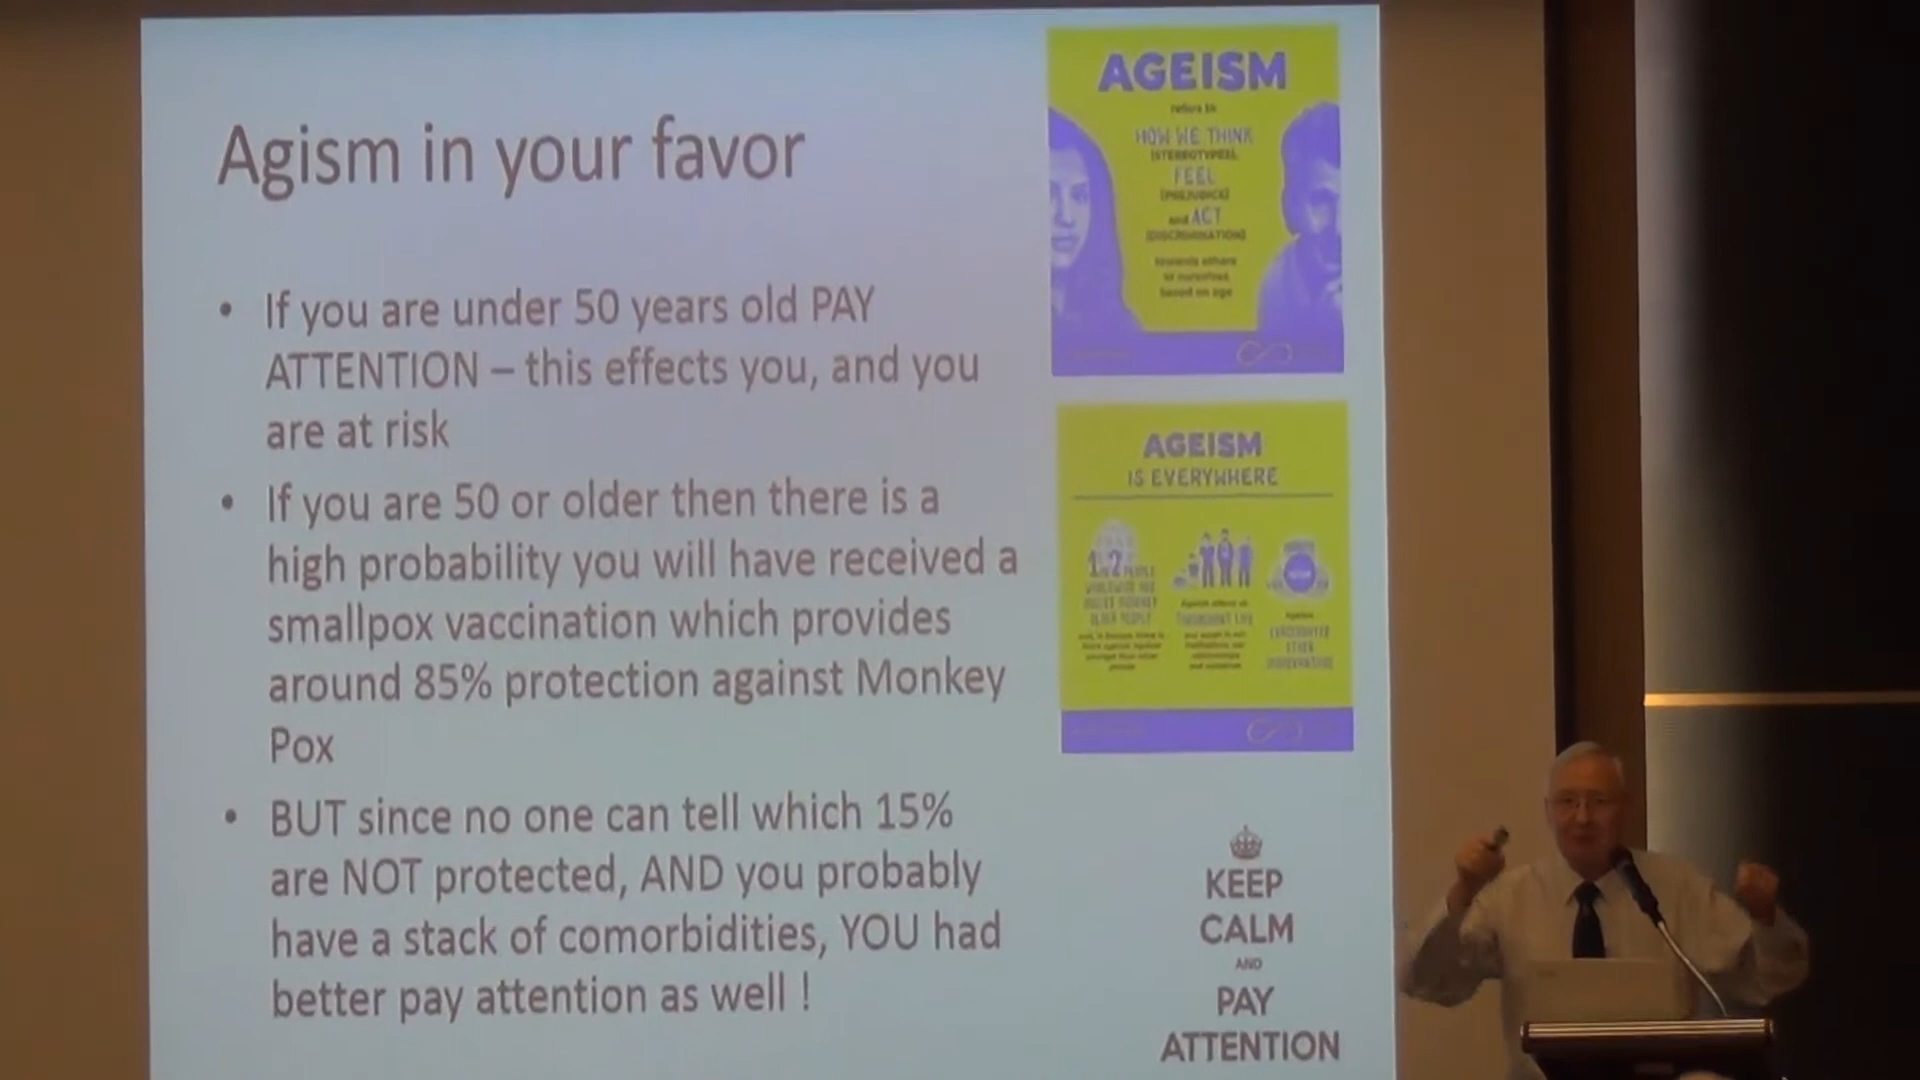 Agism in your favor
• If you are under 50 years old PAY
ATTENTION – this effects you, and you
are at risk
• If you are 50 or older then there is a
high probability you will have received a
smallpox vaccination which provides
around 85% protection against Monkey
Pox
• BUT since no one can tell which 15%
are NOT protected, AND you probably
have a stack of comorbidities, YOU had
better pay attention as well !
AGEISM
refers to
HOW WE THINK
(STEREOTYPES),
FEEL
(PREJUDICE)
and ACT
(DISCRIMINATION)
towards others
or ourselves
based on age
AGEISM
IS EVERYWHERE
KEEP
CALM
AND
PAY
ATTENTION